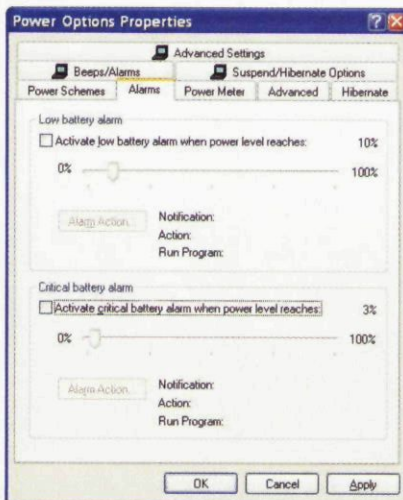 Power Options Properties
Advanced Settings
Beeps/Alarms Suspend/Hibernate Options
Power Schemes Alarms Power Meter Advanced Hibernate
Low battery alarm
Activate low battery alarm when power level reaches: 10%
0% 100%
Alarm Action... Notification:
Action:
Run Program:
Critical battery alarm
Activate critical battery alarm when power level reaches: 3%
0% 100%
Alarm Action... Notification:
Action:
Run Program:
OK Cancel Apply